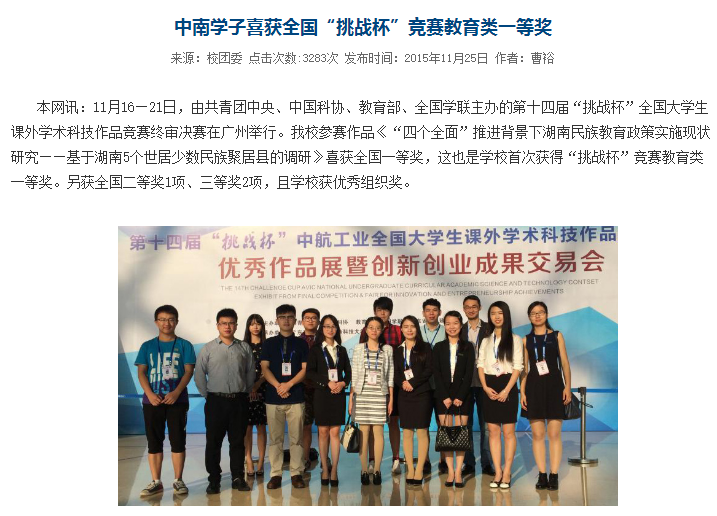 中南学子喜获全国“挑战杯”竞赛教育类一等奖
来源：校团委 点击次数:3283次 发布时间：2015年11月25日 作者：曹裕
本网讯：11月16—21日，由共青团中央、中国科协、教育部、全国学联主办的第十四届“挑战杯”全国大学生
课外学术科技作品竞赛终审决赛在广州举行。我校参赛作品《“四个全面”推进背景下湖南民族教育政策实施现状
研究——基于湖南5个世居少数民族聚居县的调研》喜获全国一等奖，这也是学校首次获得“挑战杯”竞赛教育类
一等奖。另获全国二等奖1项、三等奖2项，且学校获优秀组织奖。
第十四届“挑战杯”中航工业全国大学生课外学术科技作品
优秀作品展暨创新创业成果交易会
THE 14TH CHALLENGE CUP AVIC NATIONAL UNDERGRADUATE CURRICULAR ACADEMIC SCIENCE AND TECHNOLOGY CONTSET
EXHIBIT FROM FINAL COMPETITION & FAIR FOR INNOVATION AND ENTREPRENEURSHIP ACHIEVEMENTS